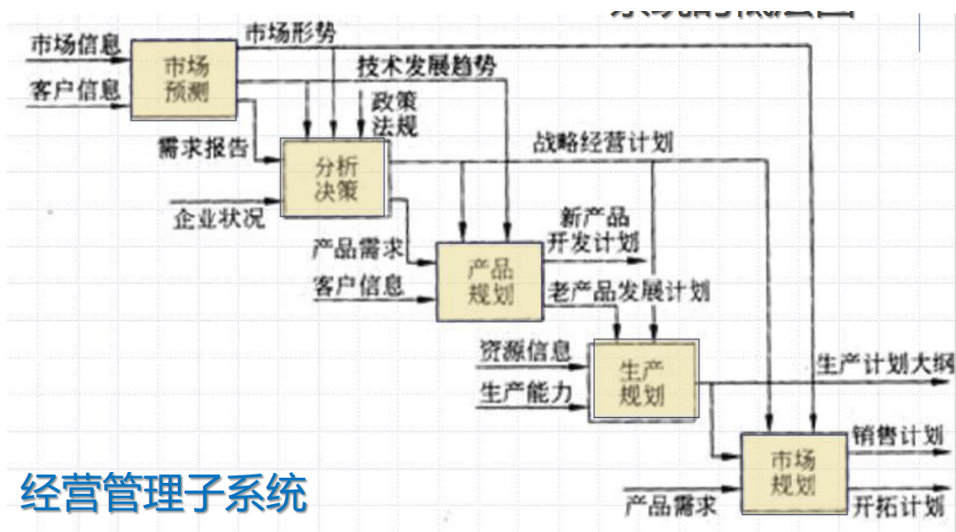 市场信息
市场形势
市场
预测
客户信息
技术发展趋势
政策
法规
需求报告
分析
决策
战略经营计划
企业状况
新产品
开发计划
产品需求
产品
规划
客户信息
老产品发展计划
资源信息
生产能力
生产
规划
生产计划大纲
销售计划
市场
规划
产品需求
开拓计划
经营管理子系统